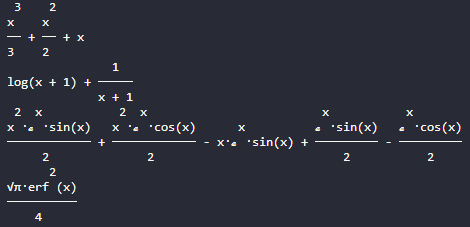 3    2
x    x
── + ── + x
3    2
               1
log(x + 1) + ─────
             x + 1
 2  x           2  x                           x           x
x ⋅ℯ ⋅sin(x)   x ⋅ℯ ⋅cos(x)      x            ℯ ⋅sin(x)   ℯ ⋅cos(x)
──────────── + ──────────── - x⋅ℯ ⋅sin(x) + ───────── - ─────────
     2              2                           2           2
      2
√π⋅erf (x)
──────────
    4